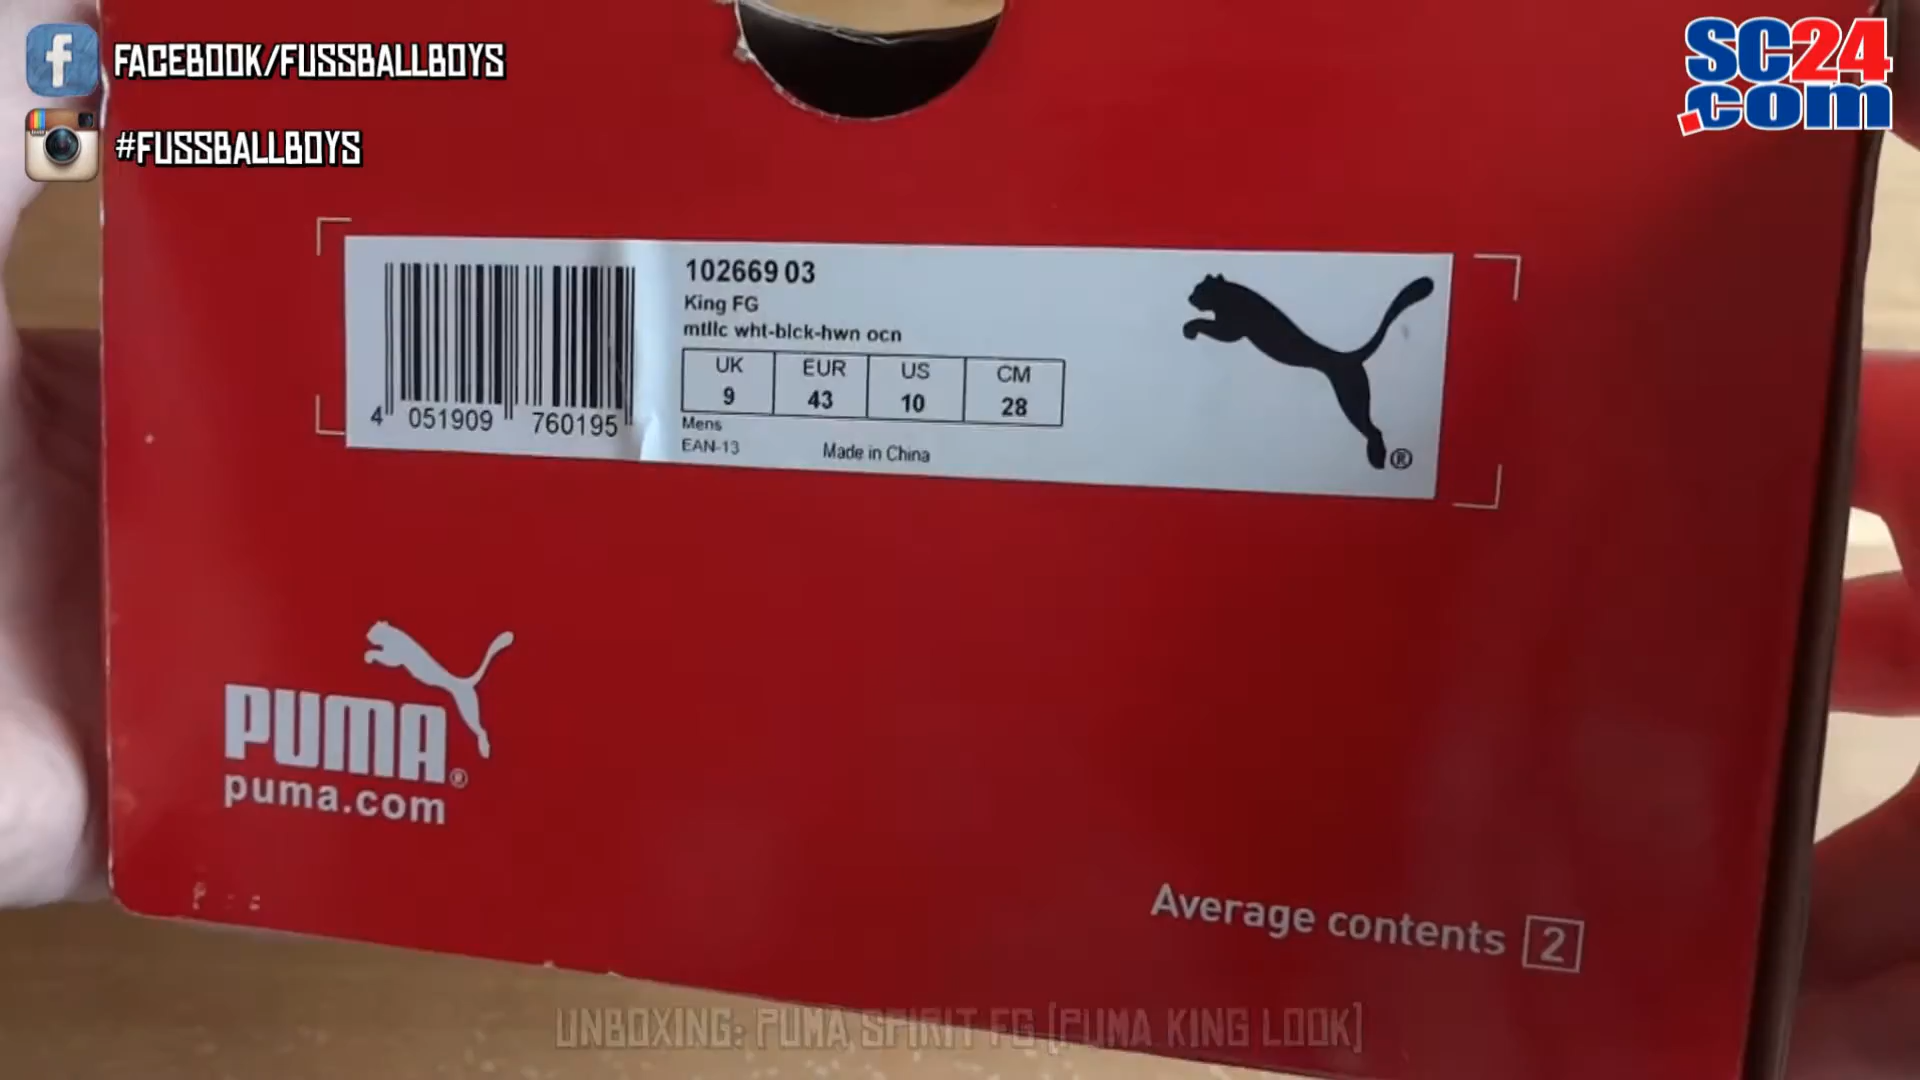 FACEBOOK/FUSSBALLBOYS
#FUSSBALLBOYS
SC24
.com
102669 03
King FG
mtllc wht-blck-hwn ocn
UK EUR US CM
9 43 10 28
Mens
EAN-13 Made in China
4 051909 760195
®
PUMA®
puma.com
Average contents 2
UNBOXING: PUMA SPIRIT FG [PUMA KING LOOK]